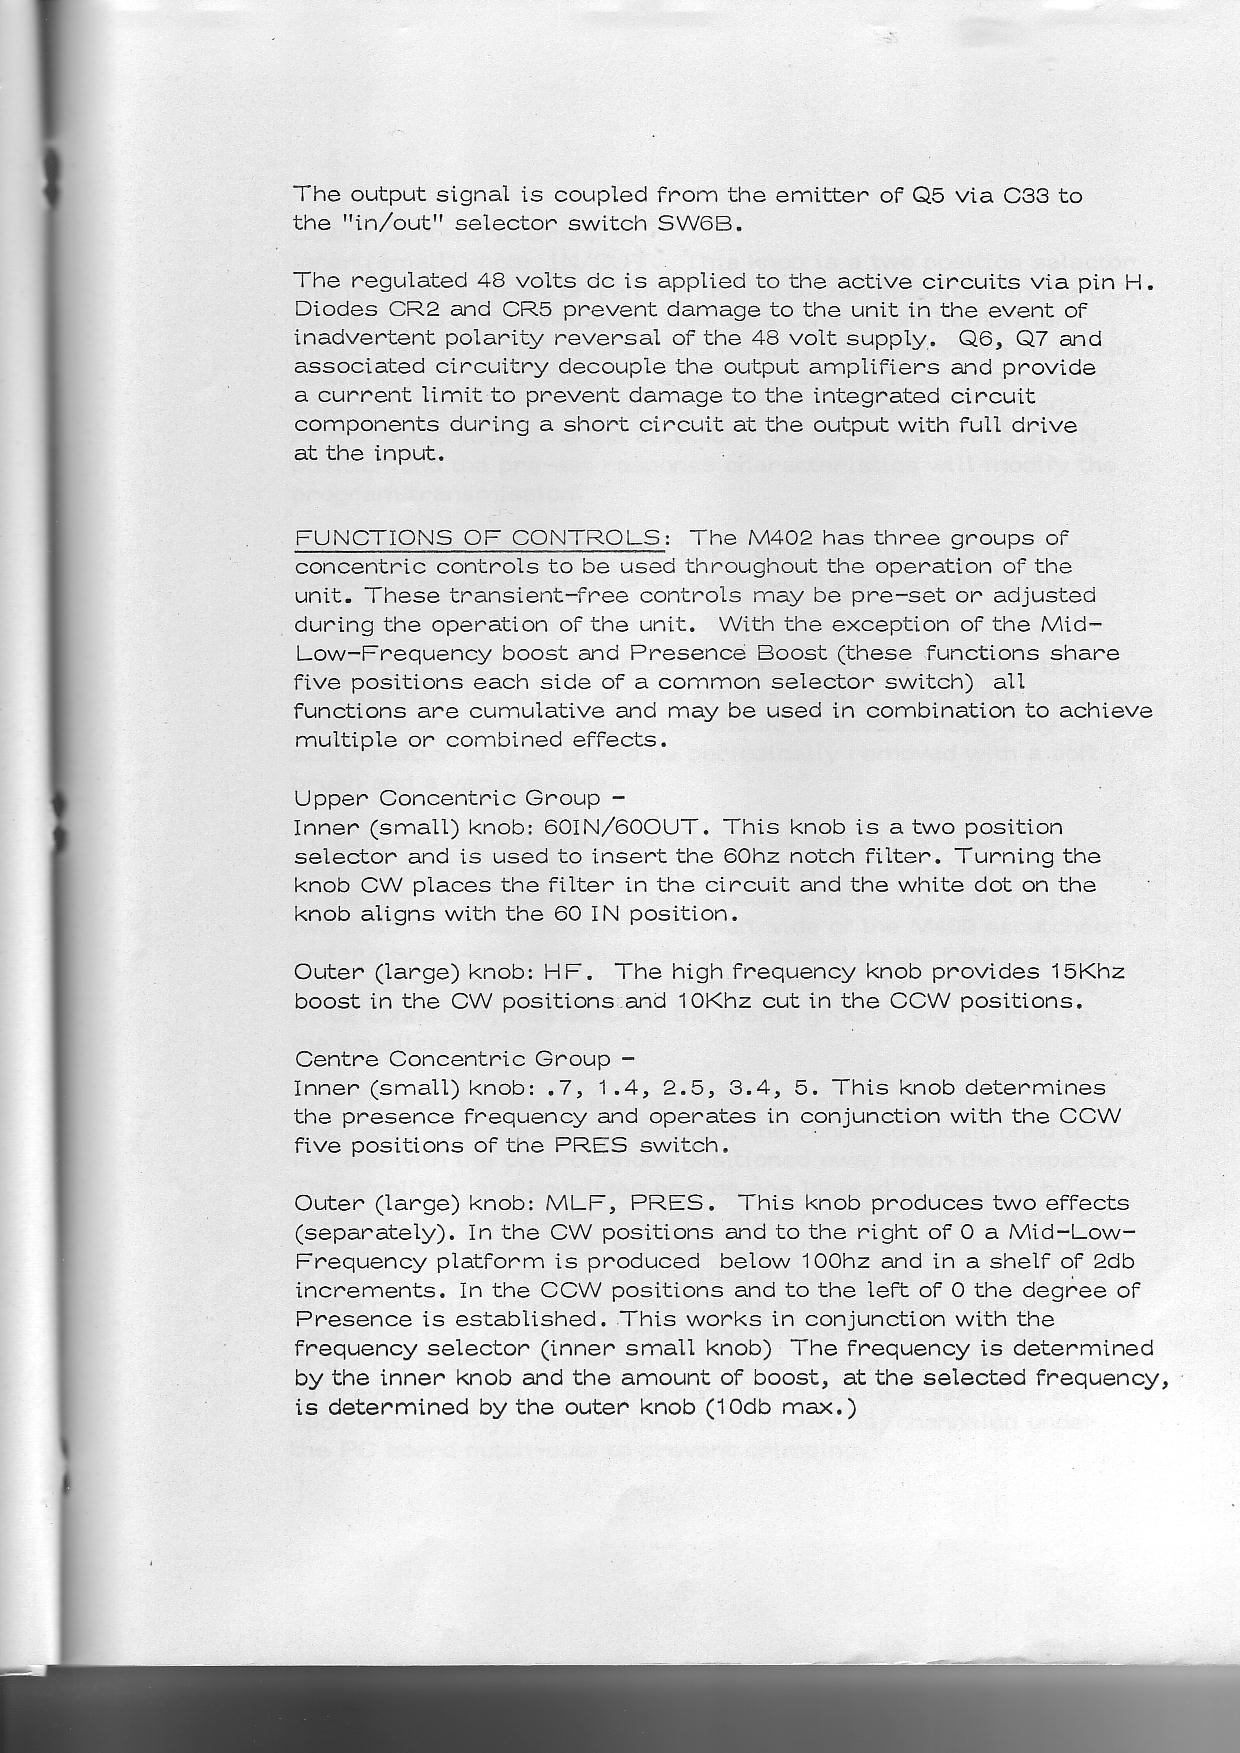 The output signal is coupled from the emitter of Q5 via C33 to
the "in/out" selector switch SW6B.
The regulated 48 volts dc is applied to the active circuits via pin H.
Diodes CR2 and CR5 prevent damage to the unit in the event of
inadvertent polarity reversal of the 48 volt supply. Q6, Q7 and
associated circuitry decouple the output amplifiers and provide
a current limit to prevent damage to the integrated circuit
components during a short circuit at the output with full drive
at the input.
FUNCTIONS OF CONTROLS: The M402 has three groups of
concentric controls to be used throughout the operation of the
unit. These transient-free controls may be pre-set or adjusted
during the operation of the unit. With the exception of the Mid-
Low-Frequency boost and Presence Boost (these functions share
five positions each side of a common selector switch) all
functions are cumulative and may be used in combination to achieve
multiple or combined effects.
Upper Concentric Group -
Inner (small) knob: 60IN/60OUT. This knob is a two position
selector and is used to insert the 60hz notch filter. Turning the
knob CW places the filter in the circuit and the white dot on the
knob aligns with the 60 IN position.
Outer (large) knob: HF. The high frequency knob provides 15Khz
boost in the CW positions and 10Khz cut in the CCW positions.
Centre Concentric Group -
Inner (small) knob: .7, 1.4, 2.5, 3.4, 5. This knob determines
the presence frequency and operates in conjunction with the CCW
five positions of the PRES switch.
Outer (large) knob: MLF, PRES. This knob produces two effects
(separately). In the CW positions and to the right of 0 a Mid-Low-
Frequency platform is produced below 100hz and in a shelf of 2db
increments. In the CCW positions and to the left of 0 the degree of
Presence is established. This works in conjunction with the
frequency selector (inner small knob) The frequency is determined
by the inner knob and the amount of boost, at the selected frequency,
is determined by the outer knob (10db max.)